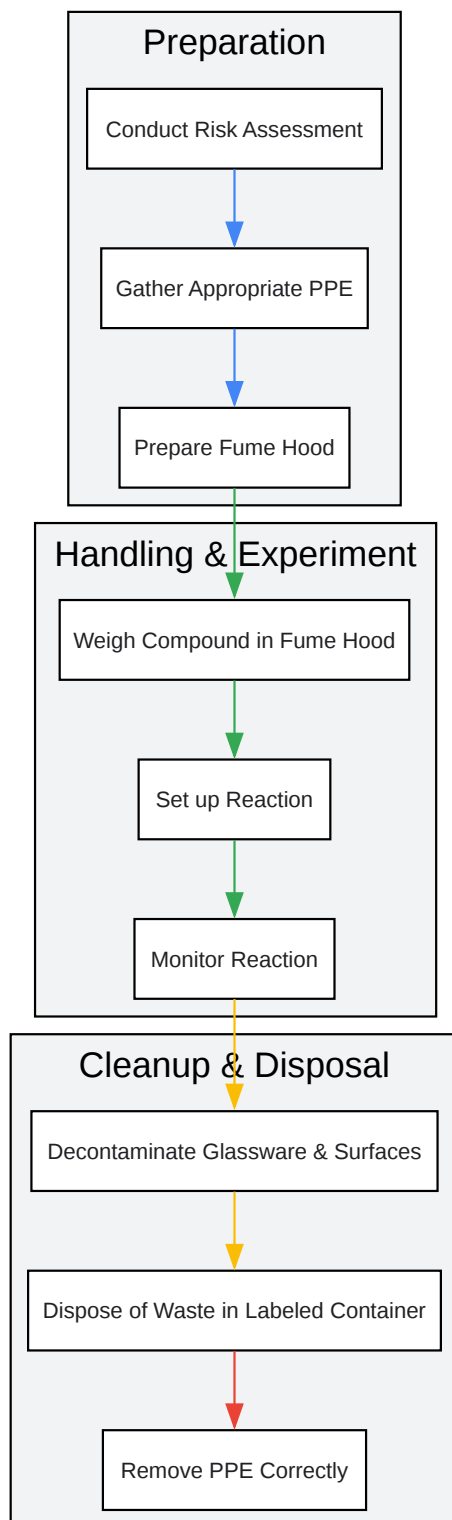 Preparation
Conduct Risk Assessment
Gather Appropriate PPE
Prepare Fume Hood
Handling & Experiment
Weigh Compound in Fume Hood
Set up Reaction
Monitor Reaction
Cleanup & Disposal
Decontaminate Glassware & Surfaces
Dispose of Waste in Labeled Container
Remove PPE Correctly